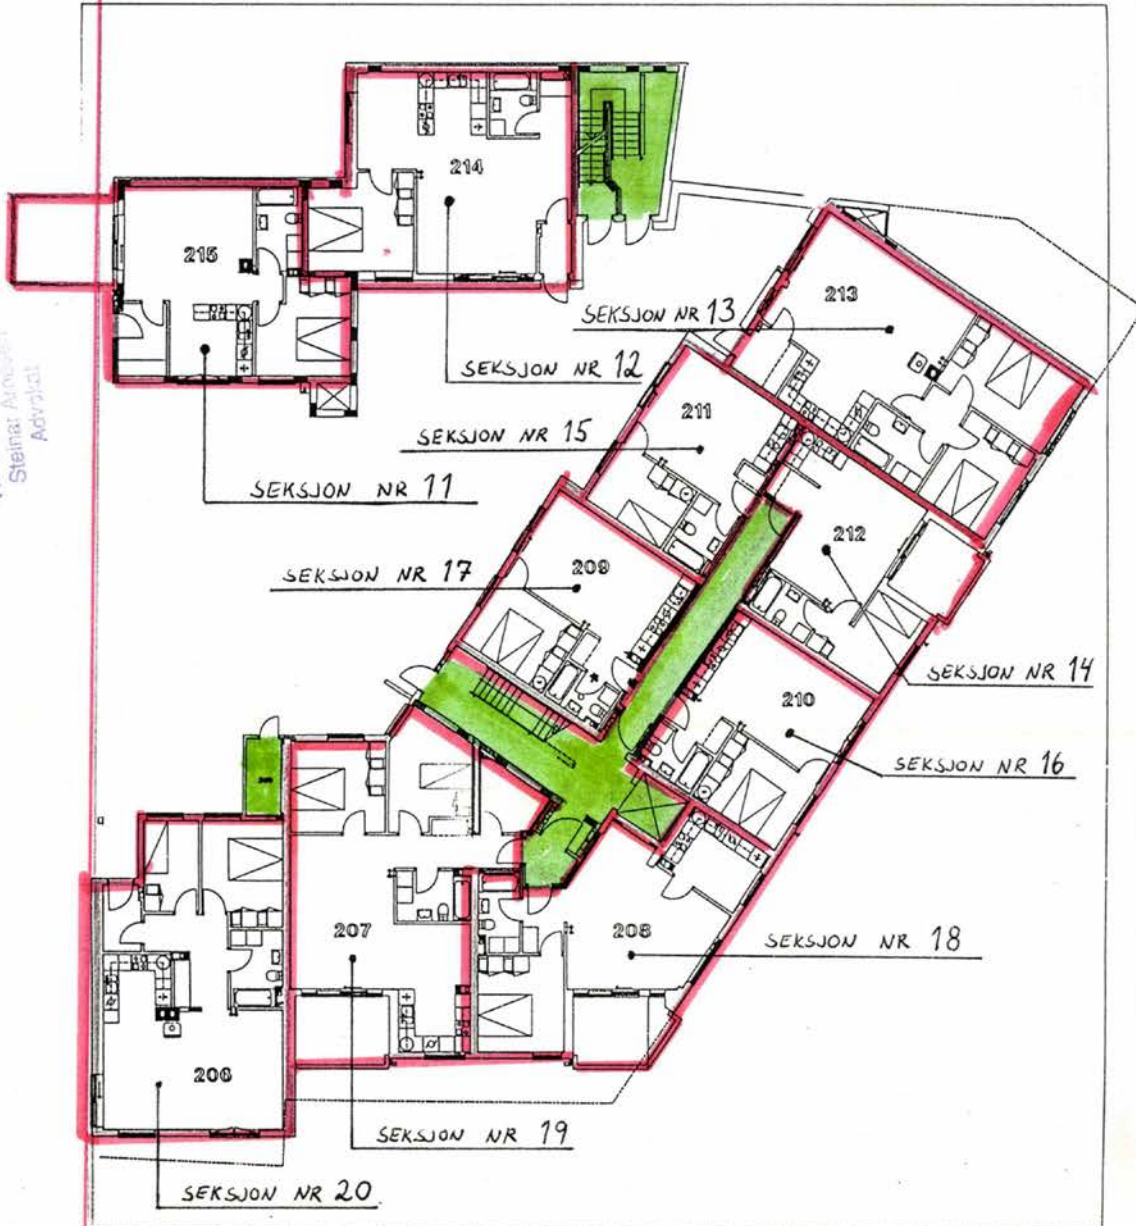 214
215
213
SEKSJON NR 13
SEKSJON NR 12
211
SEKSJON NR 15
Advokat
Steinar
SEKSJON NR 11
212
209
SEKSJON NR 17
SEKSJON NR 14
210
SEKSJON NR 16
207
208
SEKSJON NR 18
206
SEKSJON NR 19
SEKSJON NR 20